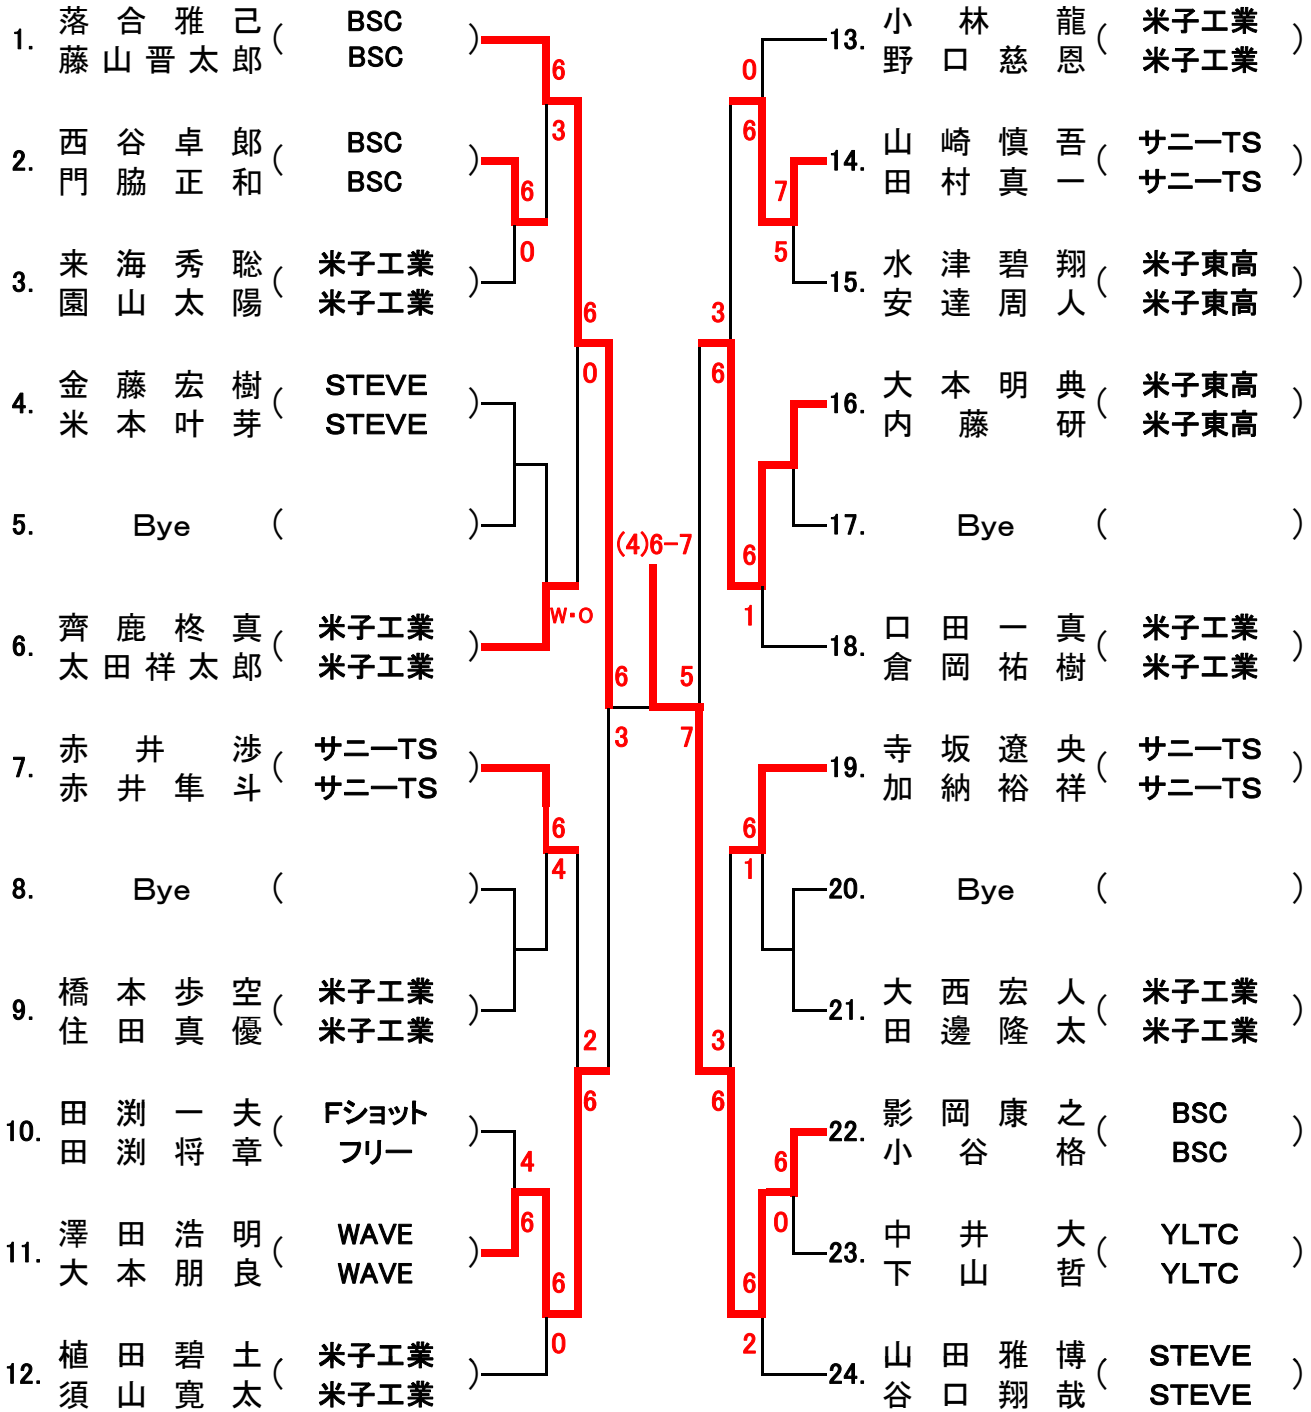 1. 落合雅己 ( BSC )
藤山晋太郎 BSC
2. 西谷卓郎 ( BSC )
門脇正和 BSC
3. 来海秀聡 ( 米子工業 )
園山太陽 米子工業
4. 金藤宏樹 ( STEVE )
米本叶芽 STEVE
5. Bye ( )
6. 齊鹿柊真 ( 米子工業 )
太田祥太郎 米子工業
7. 赤井渉 ( サニーTS )
赤井隼斗 サニーTS
8. Bye ( )
9. 橋本歩空 ( 米子工業 )
住田真優 米子工業
10. 田渕一夫 ( Fショット )
田渕将章 フリー
11. 澤田浩明 ( WAVE )
大本朋良 WAVE
12. 植田碧土 ( 米子工業 )
須山寛太 米子工業
6
3
6
0
6
0
W・O
6
3
6
4
2
6
4
6
6
0
(4)6-7
0
6
7
5
3
6
6
1
5
7
6
1
3
6
6
0
6
2
13. 小林龍 ( 米子工業 )
野口慈恩 米子工業
14. 山崎慎吾 ( サニーTS )
田村真一 サニーTS
15. 水津碧翔 ( 米子東高 )
安達周人 米子東高
16. 大本明典 ( 米子東高 )
内藤研 米子東高
17. Bye ( )
18. 口田一真 ( 米子工業 )
倉岡祐樹 米子工業
19. 寺坂遼央 ( サニーTS )
加納裕祥 サニーTS
20. Bye ( )
21. 大西宏人 ( 米子工業 )
田邊隆太 米子工業
22. 影岡康之 ( BSC )
小谷格 BSC
23. 中井大 ( YLTC )
下山哲 YLTC
24. 山田雅博 ( STEVE )
谷口翔哉 STEVE